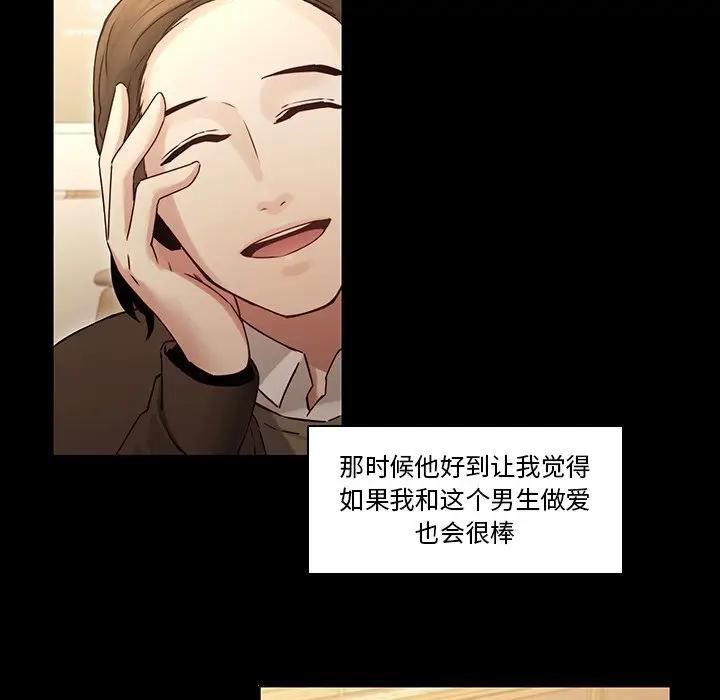 那时候他好到让我觉得
如果我和这个男生做爱
也会很棒